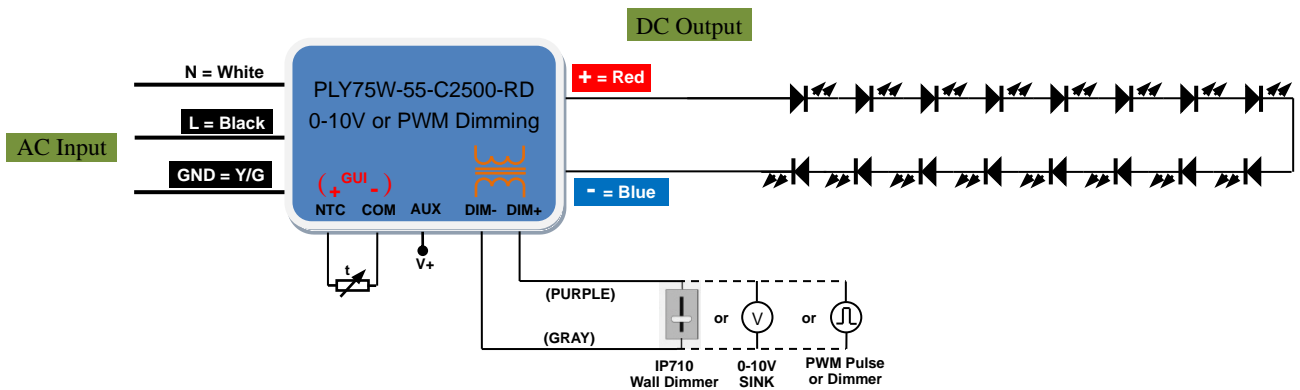 DC Output
N = White
PLY75W-55-C2500-RD
+ = Red
L = Black
0-10V or PWM Dimming
AC Input
GND = Y/G
(+ GUI -)
- = Blue
NTC COM AUX DIM- DIM+
t
V+
(PURPLE)
or
V
or
(GRAY)
IP710
Wall Dimmer
0-10V
SINK
PWM Pulse
or Dimmer